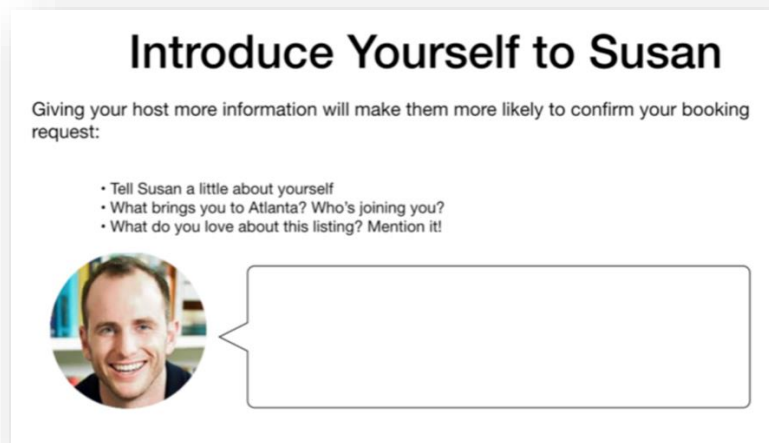 Introduce Yourself to Susan
Giving your host more information will make them more likely to confirm your booking
request:
• Tell Susan a little about yourself
• What brings you to Atlanta? Who's joining you?
• What do you love about this listing? Mention it!